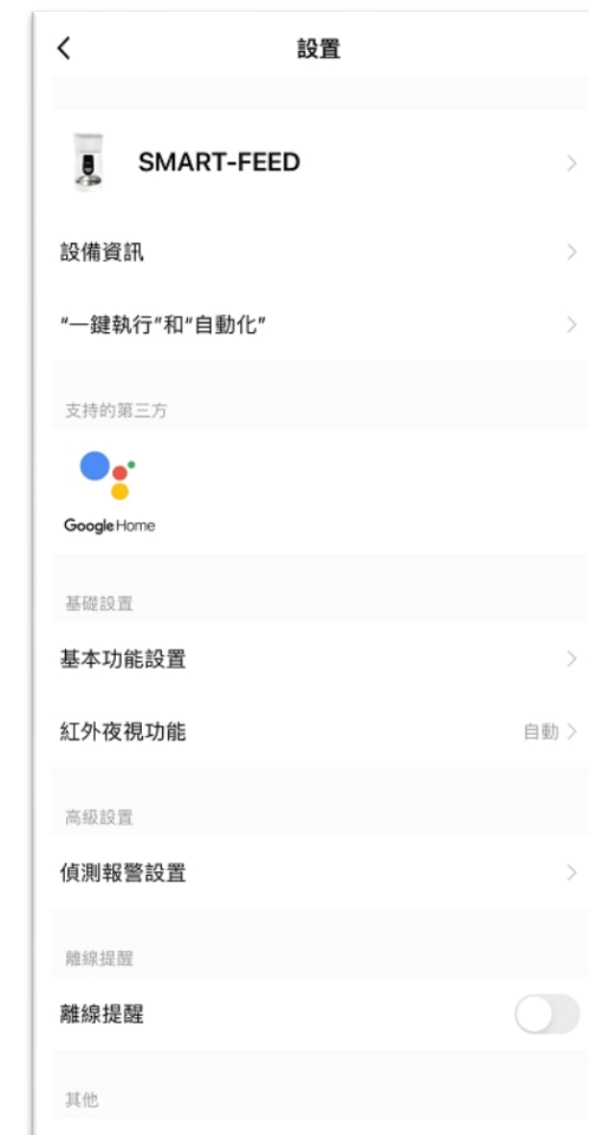 設置
SMART-FEED
設備資訊
"一鍵執行"和"自動化"
支持的第三方
Google Home
基礎設置
基本功能設置
紅外夜視功能
自動
高級設置
偵測報警設置
離線提醒
離線提醒
其他